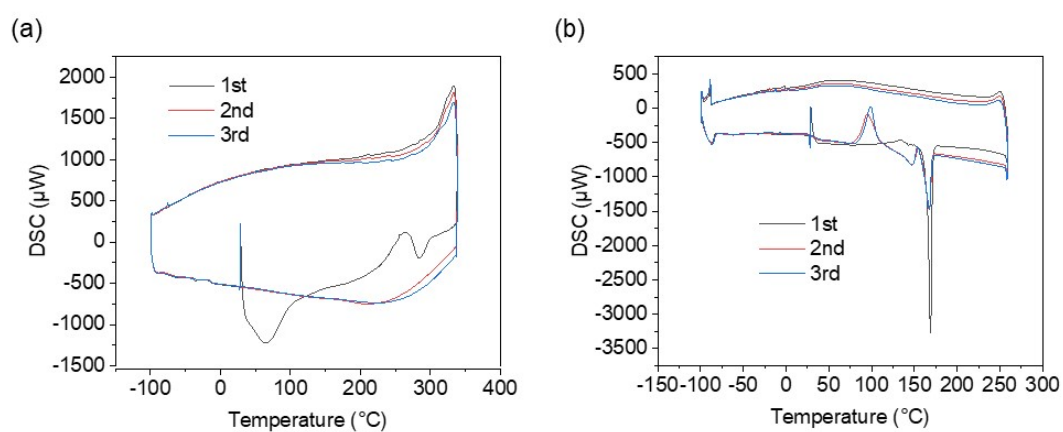 (a)
2000
1500
1000
500
0
-500
-1000
-1500
DSC (µW)
1st
2nd
3rd
-100 0 100 200 300 400
Temperature (°C)
(b)
500
0
-500
-1000
-1500
-2000
-2500
-3000
-3500
DSC (µW)
1st
2nd
3rd
-150 -100 -50 0 50 100 150 200 250 300
Temperature (°C)